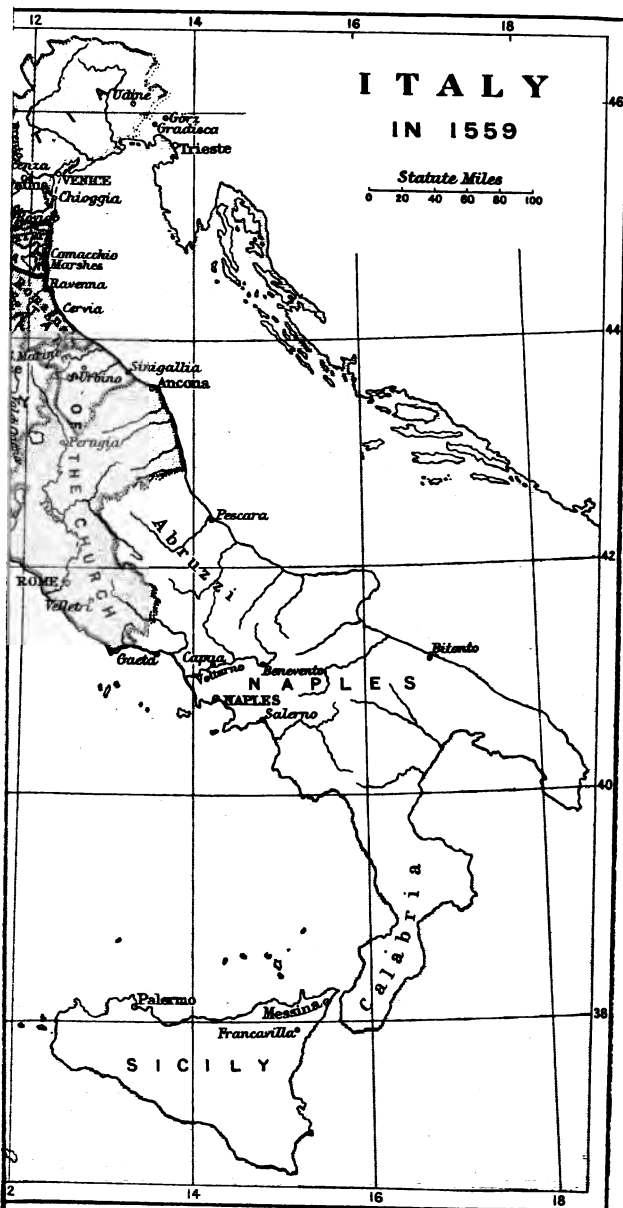 12 14 16 18
ITALY
IN 1559
Statute Miles
0 20 40 60 80 100
46
Udine
Görz
Gradisca
Trieste
VENICE
Chioggia
Comacchio
Marshes
Ravenna
Cervia
44
Sinigallia
Urbino
Ancona
OF THE CHURCH
Perugia
Pescara
Abruzzi
42
ROME
Velletri
Gaeta
Capua
Volturno
Benevento
Bitonto
NAPLES
NAPLES
Salerno
40
Calabria
Palermo
Messina
Francavilla
38
SICILY
2 14 16 18